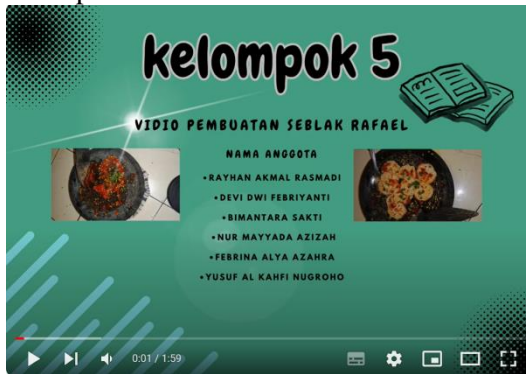 kelompok 5
VIDIO PEMBUATAN SEBLAK RAFAEL
NAMA ANGGOTA
•RAYHAN AKMAL RASMADI
•DEVI DWI FEBRIYANTI
•BIMANTARA SAKTI
•NUR MAYYADA AZIZAH
•FEBRINA ALYA AZAHRA
•YUSUF AL KAHFI NUGROHO
0:01 / 1:59